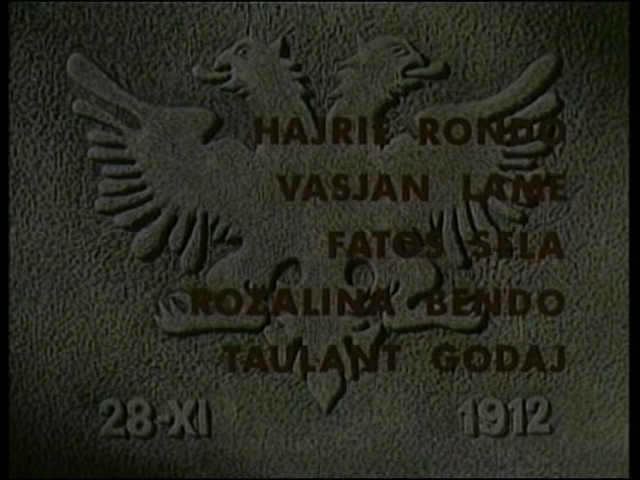 HAJRIE RONDO
VASJAN LAME
FATOS SELA
ROZALINA BENDO
TAULANT GODAJ
28-XI 1912